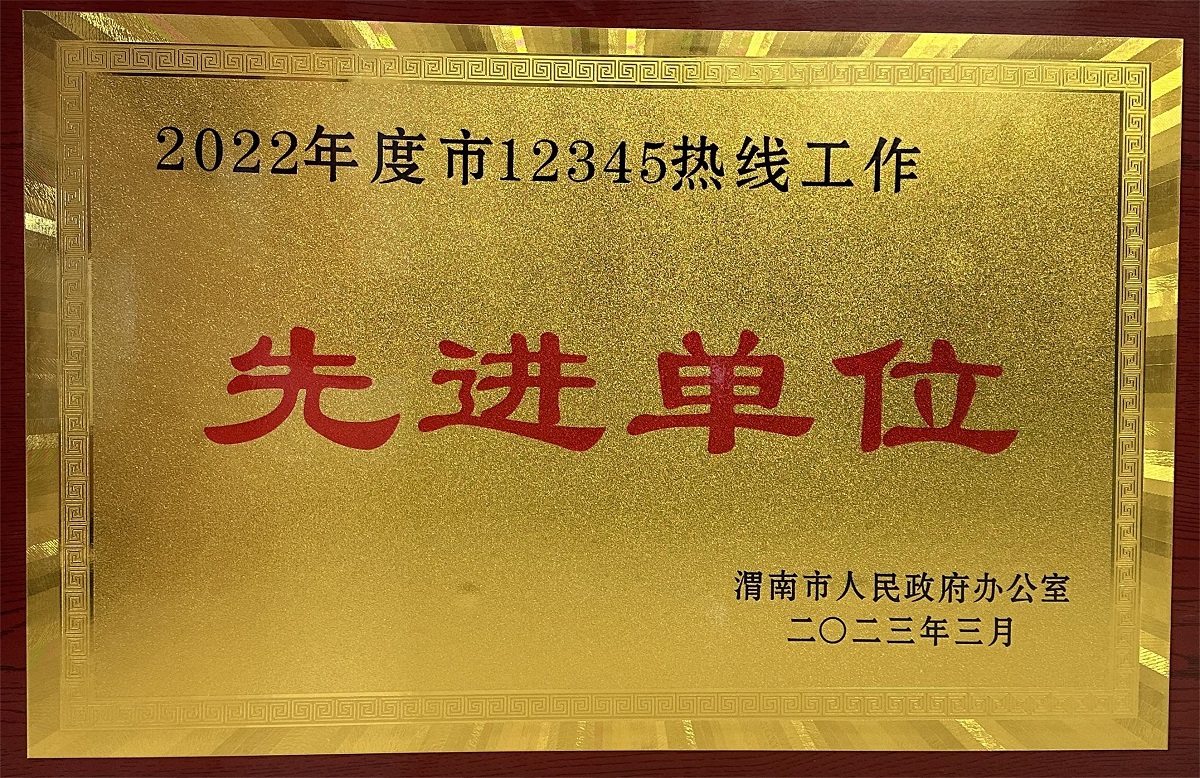 2022年度市12345热线工作
先进单位
渭南市人民政府办公室
二〇二三年三月